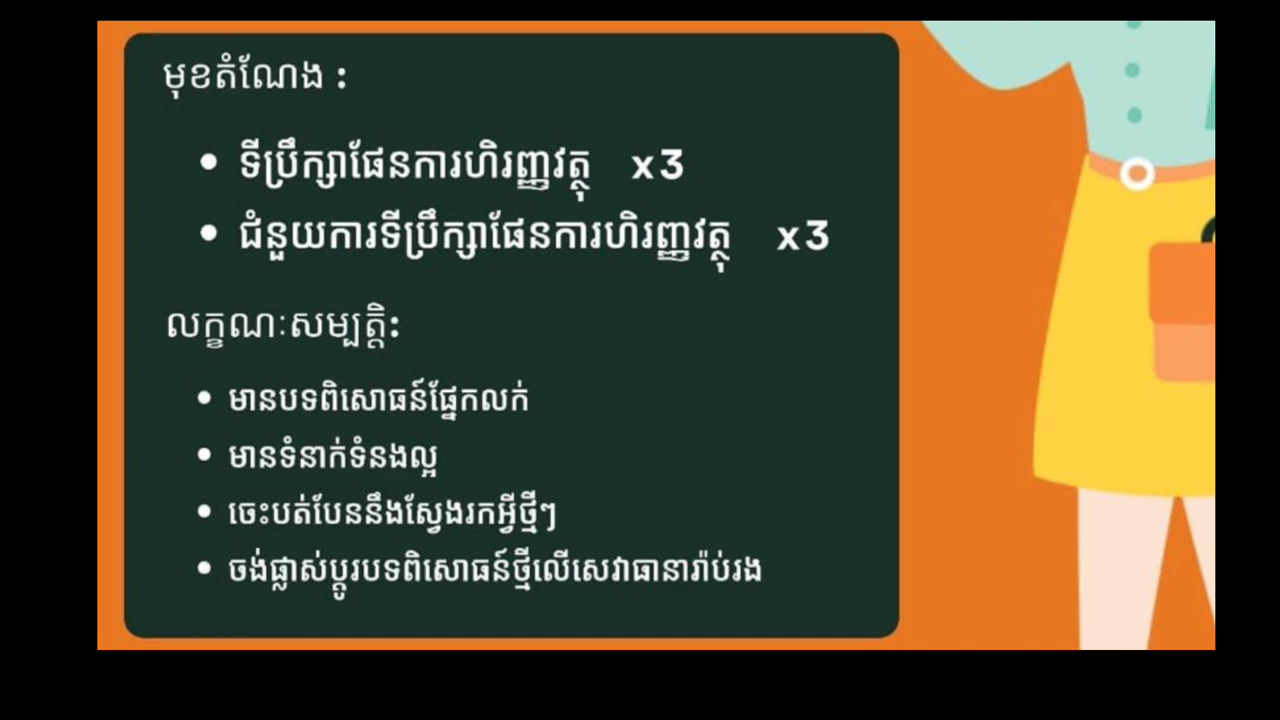 មុខតំណែង :
• ទីប្រឹក្សាផែនការហិរញ្ញវត្ថុ x3
• ជំនួយការទីប្រឹក្សាផែនការហិរញ្ញវត្ថុ x3
លក្ខណៈសម្បត្តិ:
• មានបទពិសោធន៍ផ្នែកលក់
• មានទំនាក់ទំនងល្អ
• ចេះបត់បែននឹងស្វែងរកអ្វីថ្មីៗ
• ចង់ផ្លាស់ប្តូរបទពិសោធន៍ថ្មីលើសេវាធានារ៉ាប់រង